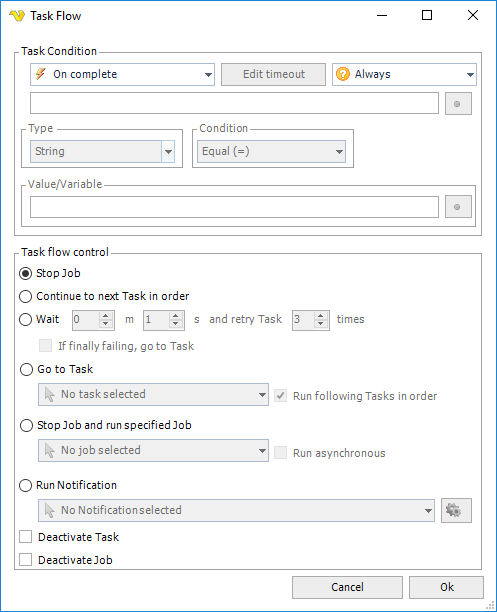 Task Flow
Task Condition
On complete Edit timeout Always
Type Condition
String Equal (=)
Value/Variable
Task flow control
Stop Job
Continue to next Task in order
Wait 0 m 1 s and retry Task 3 times
If finally failing, go to Task
Go to Task
No task selected Run following Tasks in order
Stop Job and run specified Job
No job selected Run asynchronous
Run Notification
No Notification selected
Deactivate Task
Deactivate Job
Cancel Ok